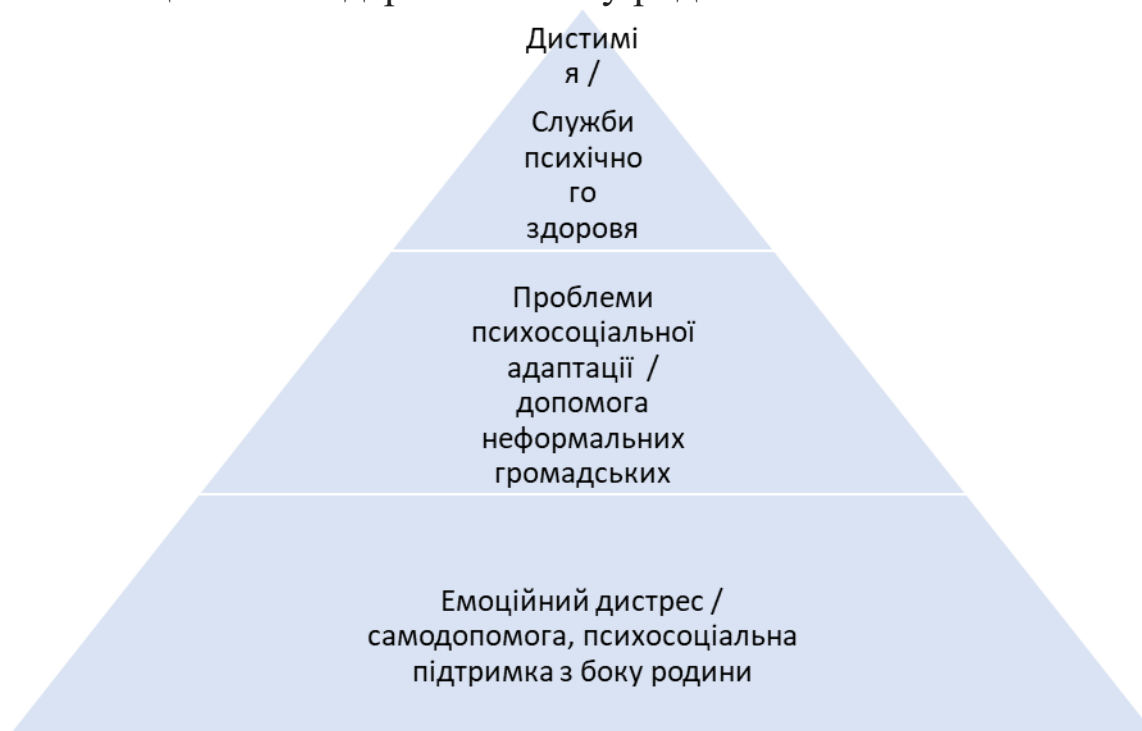 Дистимі
я /
Служби
психічно
го
здоровя
Проблеми
психосоціальної
адаптації /
допомога
неформальних
громадських
Емоційний дистрес /
самодопомога, психосоціальна
підтримка з боку родини